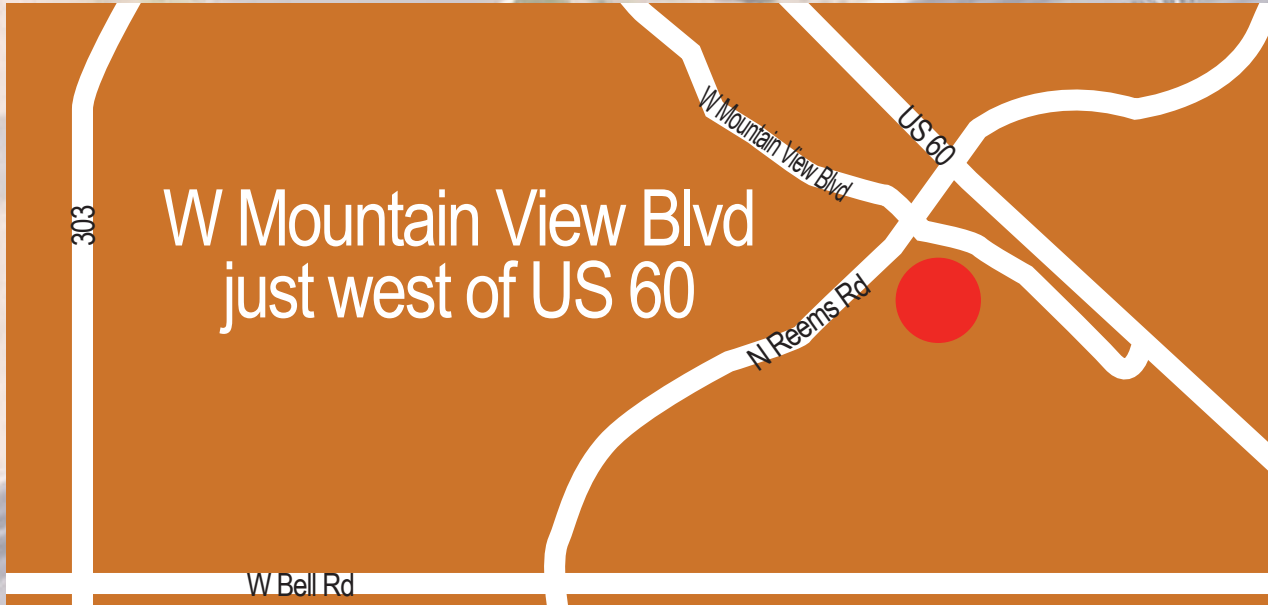 W Mountain View Blvd
US 60
303
W Mountain View Blvd
just west of US 60
N Reems Rd
W Bell Rd